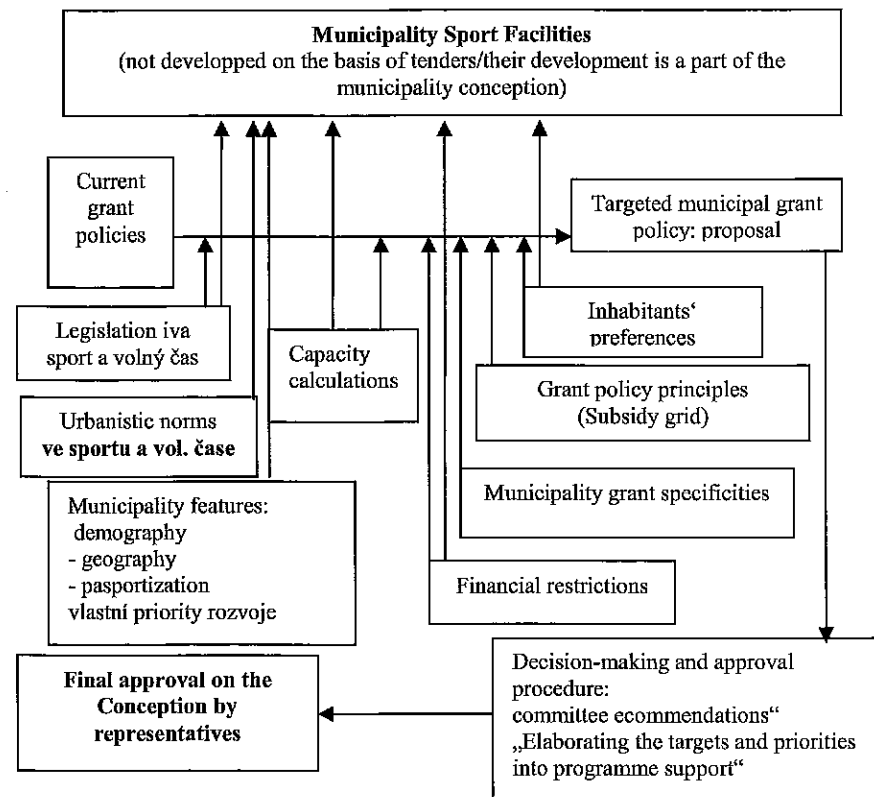 Municipality Sport Facilities
(not developped on the basis of tenders/their development is a part of the
municipality conception)
Current
grant
policies
Targeted municipal grant
policy: proposal
Legislation iva
sport a volný čas
Capacity
calculations
Inhabitants‘
preferences
Urbanistic norms
ve sportu a vol. čase
Grant policy principles
(Subsidy grid)
Municipality features:
demography
- geography
- pasportization
vlastní priority rozvoje
Municipality grant specificities
Financial restrictions
Final approval on the
Conception by
representatives
Decision-making and approval
procedure:
committee ecommendations“
„Elaborating the targets and priorities
into programme support“